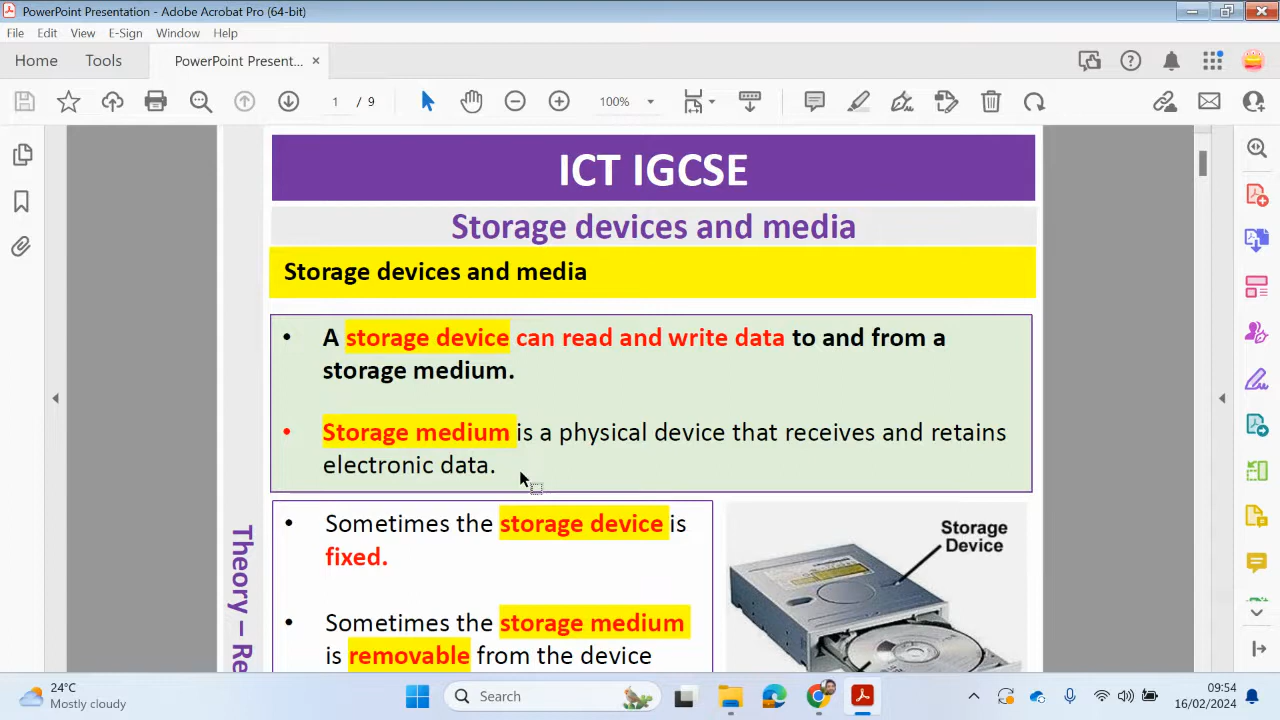 PowerPoint Presentation - Adobe Acrobat Pro (64-bit)
File Edit View E-Sign Window Help
Home Tools PowerPoint Present... ×
1 / 9 100%
ICT IGCSE
Storage devices and media
Storage devices and media
• A storage device can read and write data to and from a
storage medium.
• Storage medium is a physical device that receives and retains
electronic data.
• Sometimes the storage device is
fixed.
• Sometimes the storage medium
is removable from the device
Storage
Device
Theory – Re
24°C
Mostly cloudy
Search
09:54
16/02/2024